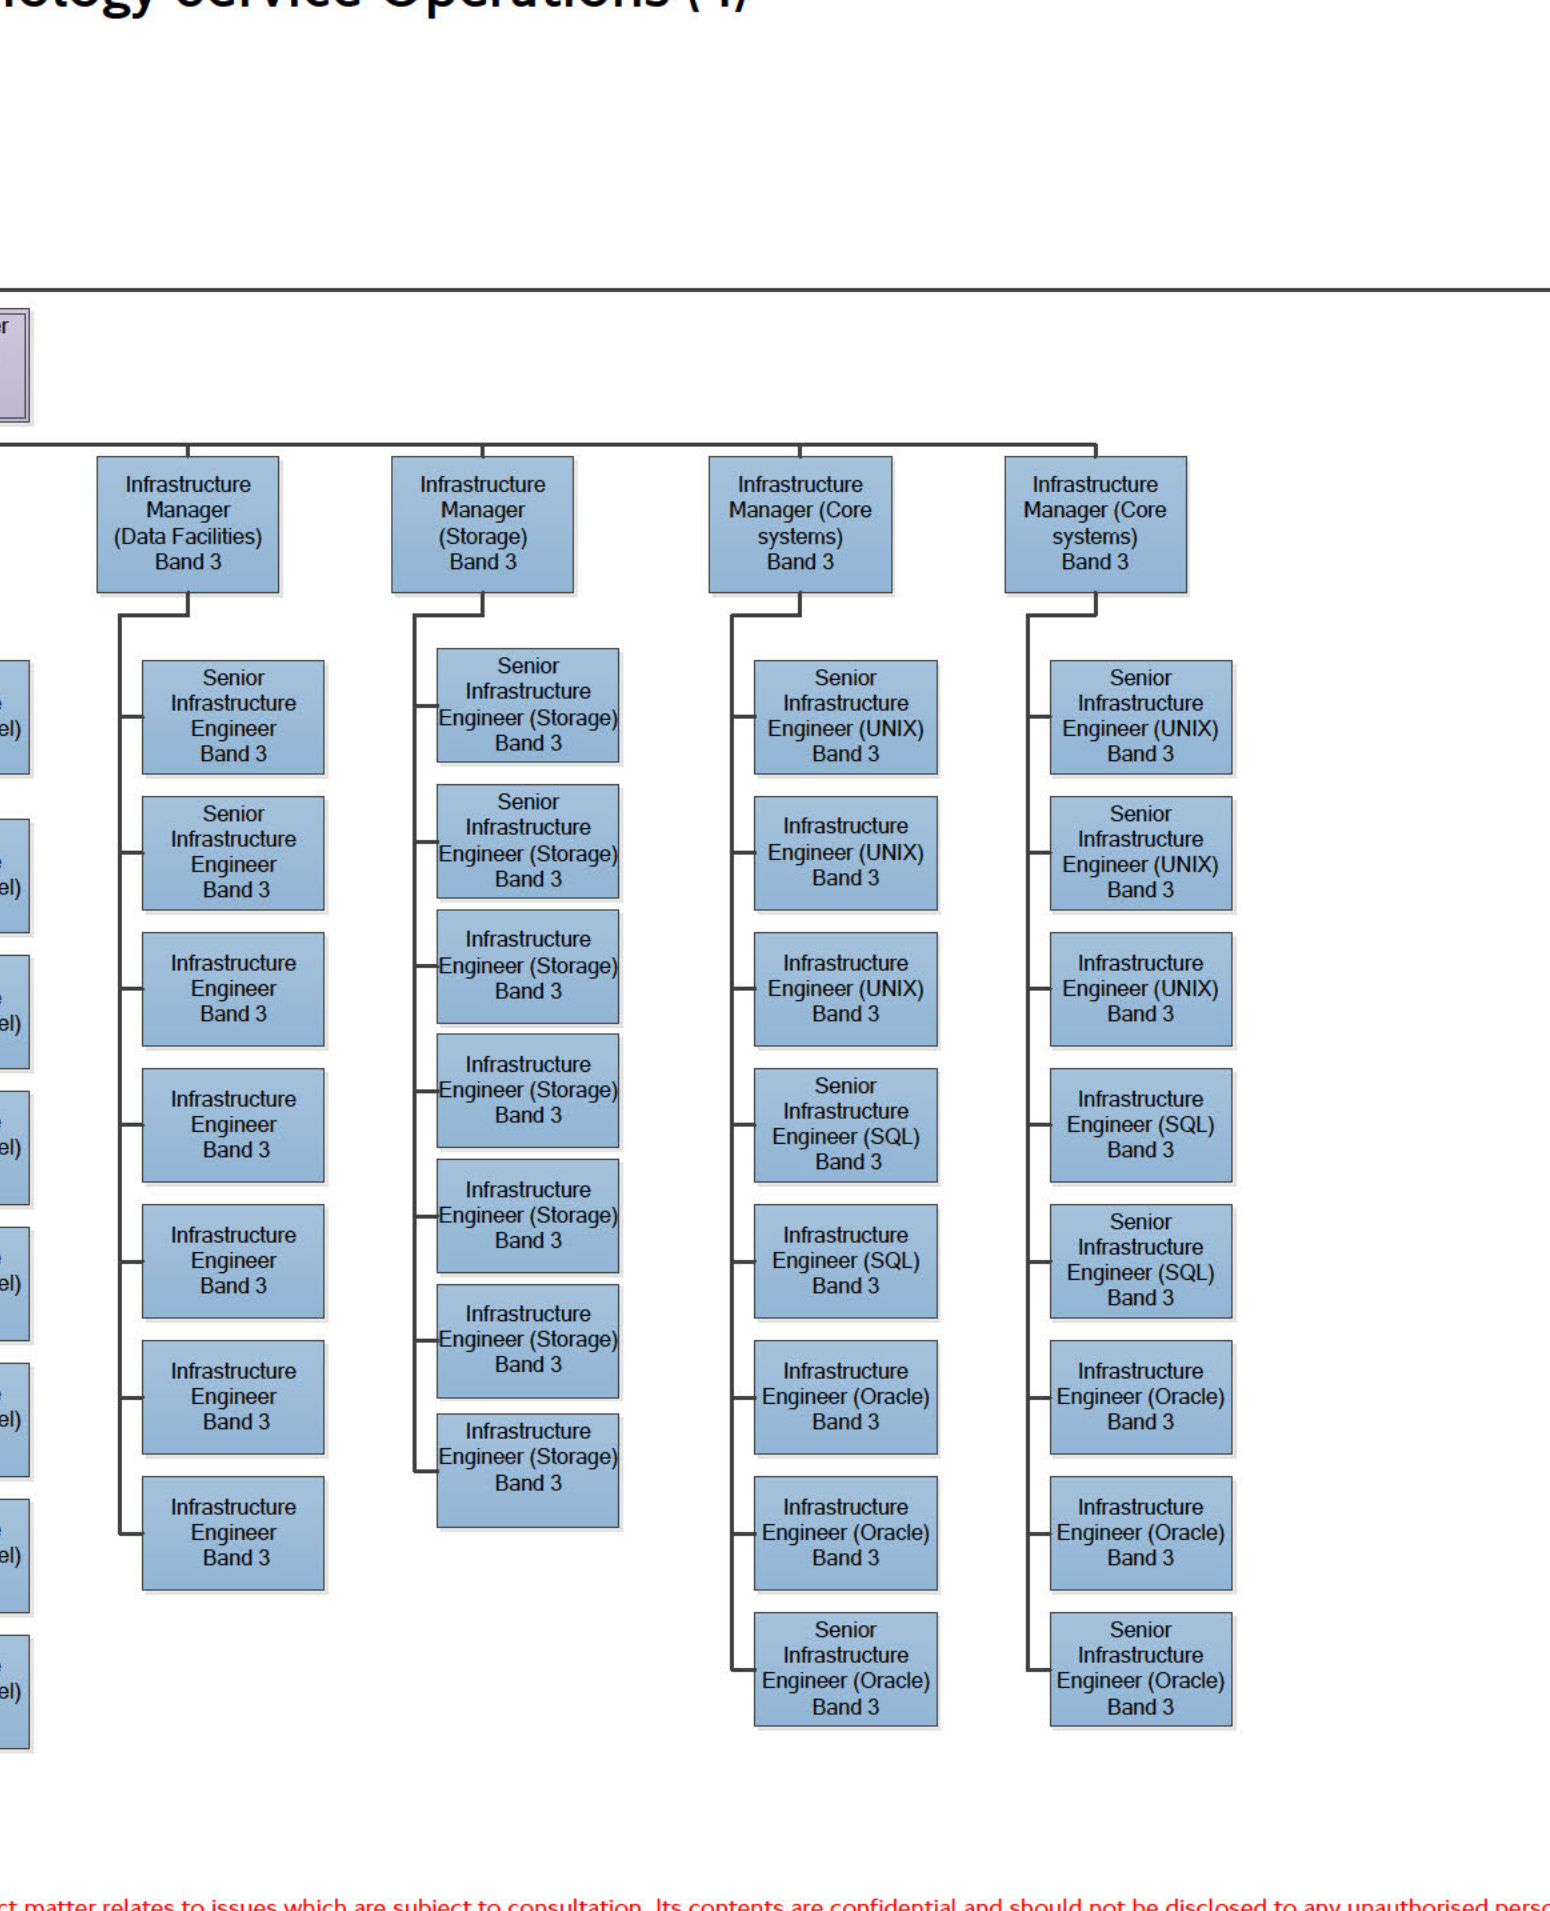 Service Operations (4)
Infrastructure
Manager
(Data Facilities)
Band 3
Senior
Infrastructure
Engineer
Band 3
Senior
Infrastructure
Engineer
Band 3
Infrastructure
Engineer
Band 3
Infrastructure
Engineer
Band 3
Infrastructure
Engineer
Band 3
Infrastructure
Engineer
Band 3
Infrastructure
Engineer
Band 3
Infrastructure
Manager
(Storage)
Band 3
Senior
Infrastructure
Engineer (Storage)
Band 3
Senior
Infrastructure
Engineer (Storage)
Band 3
Infrastructure
Engineer (Storage)
Band 3
Infrastructure
Engineer (Storage)
Band 3
Infrastructure
Engineer (Storage)
Band 3
Infrastructure
Engineer (Storage)
Band 3
Infrastructure
Engineer (Storage)
Band 3
Infrastructure
Manager (Core
systems)
Band 3
Senior
Infrastructure
Engineer (UNIX)
Band 3
Infrastructure
Engineer (UNIX)
Band 3
Infrastructure
Engineer (UNIX)
Band 3
Senior
Infrastructure
Engineer (SQL)
Band 3
Infrastructure
Engineer (SQL)
Band 3
Infrastructure
Engineer (Oracle)
Band 3
Infrastructure
Engineer (Oracle)
Band 3
Senior
Infrastructure
Engineer (Oracle)
Band 3
Infrastructure
Manager (Core
systems)
Band 3
Senior
Infrastructure
Engineer (UNIX)
Band 3
Senior
Infrastructure
Engineer (UNIX)
Band 3
Infrastructure
Engineer (UNIX)
Band 3
Infrastructure
Engineer (SQL)
Band 3
Senior
Infrastructure
Engineer (SQL)
Band 3
Infrastructure
Engineer (Oracle)
Band 3
Infrastructure
Engineer (Oracle)
Band 3
Senior
Infrastructure
Engineer (Oracle)
Band 3
matter relates to issues which are subject to consultation. Its contents are confidential and should not be disclosed to any unauthorised